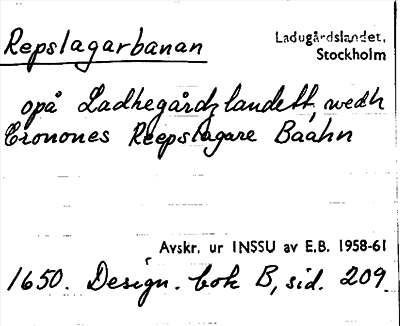 Repslagarbanan
Ladugårdslandet.
Stockholm
opå Ladhegårdzlandett, wedh
Cronones Reepslagare Baahn
Avskr. ur INSSU av E.B. 1958-61
1650. Design. bok B, sid. 209